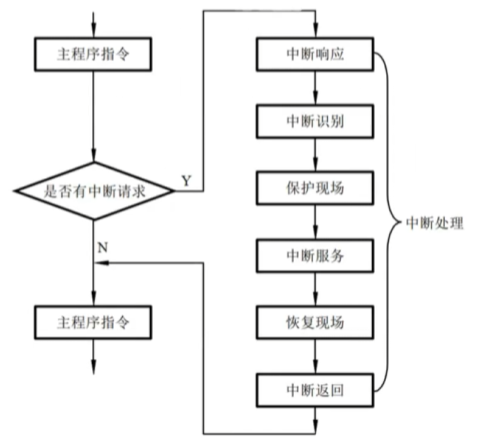 主程序指令
是否有中断请求
Y
N
主程序指令
中断响应
中断识别
保护现场
中断服务
恢复现场
中断返回
中断处理